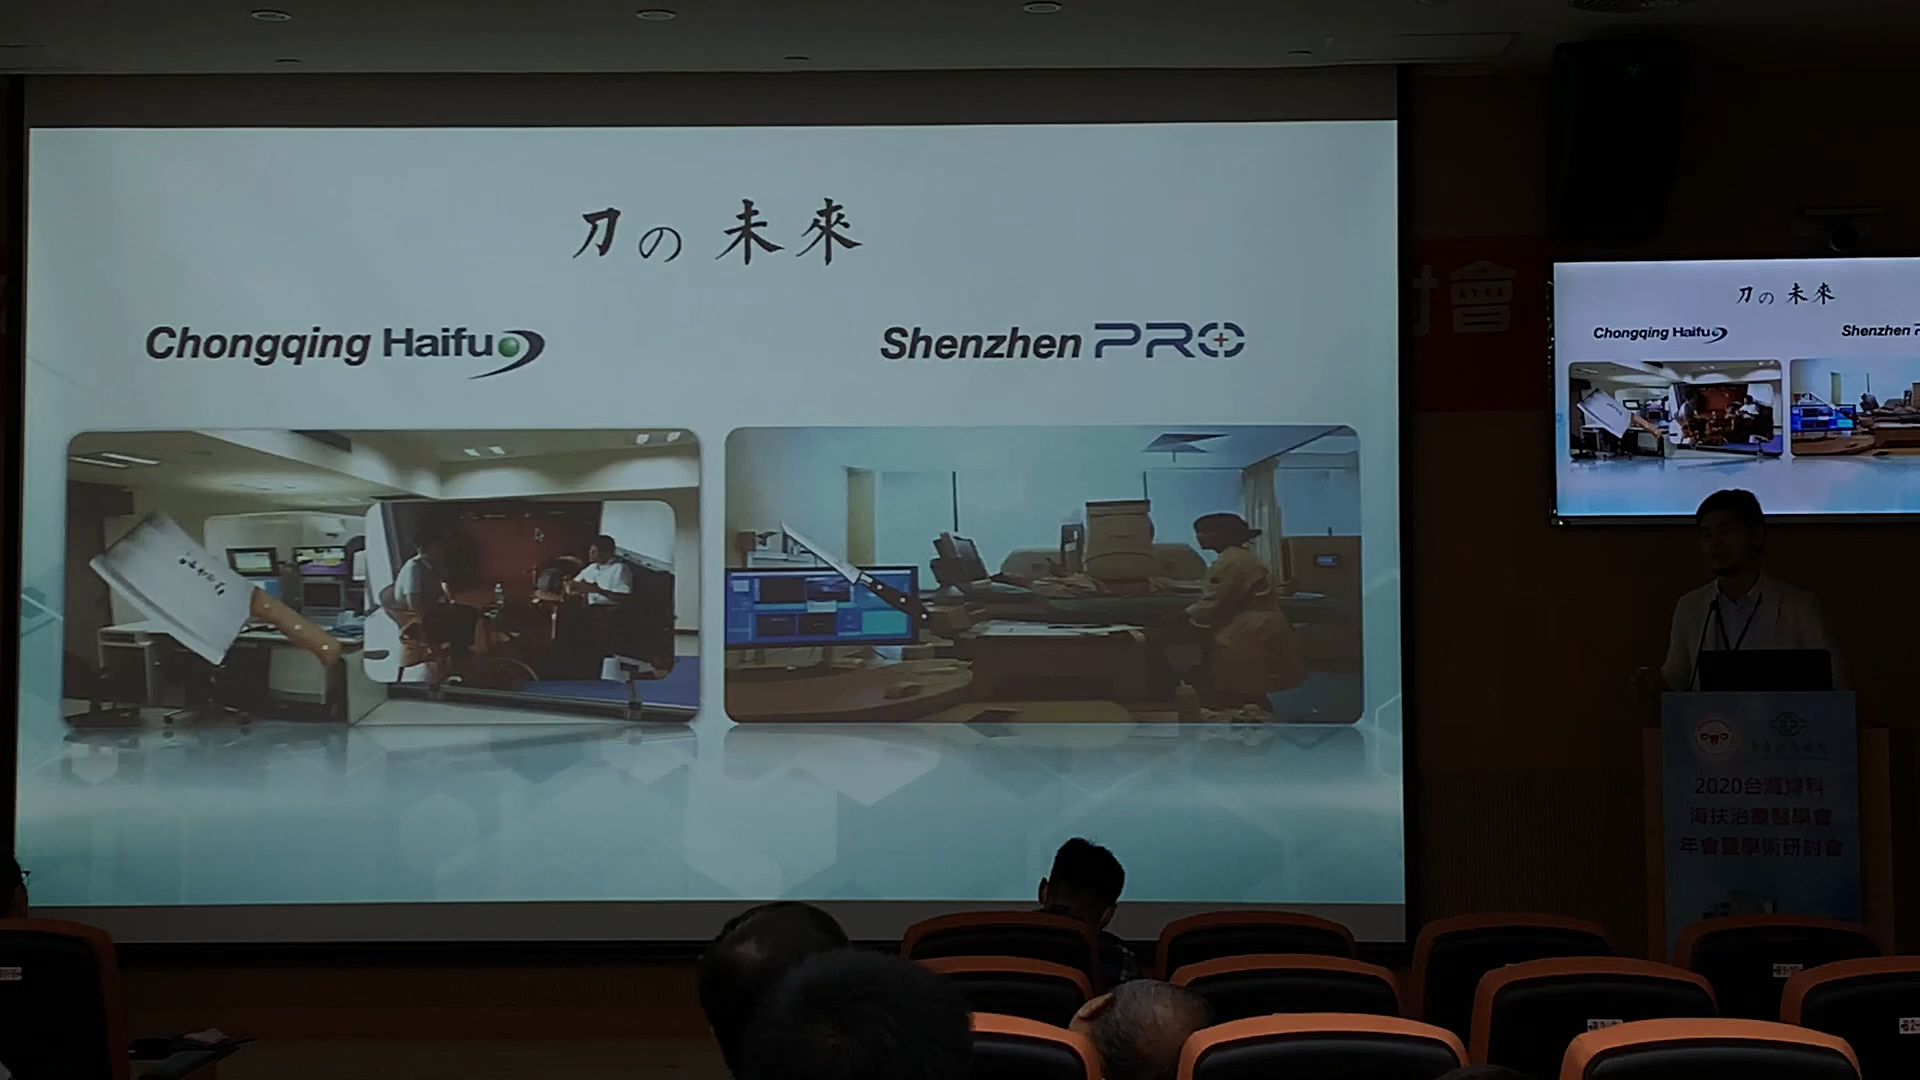 刀の未來
Chongqing Haifu
Shenzhen PRO
討會
刀の未來
Chongqing Haifu
Shenzhen P
2020台灣婦科
海扶治療醫學會
年會暨學術研討會